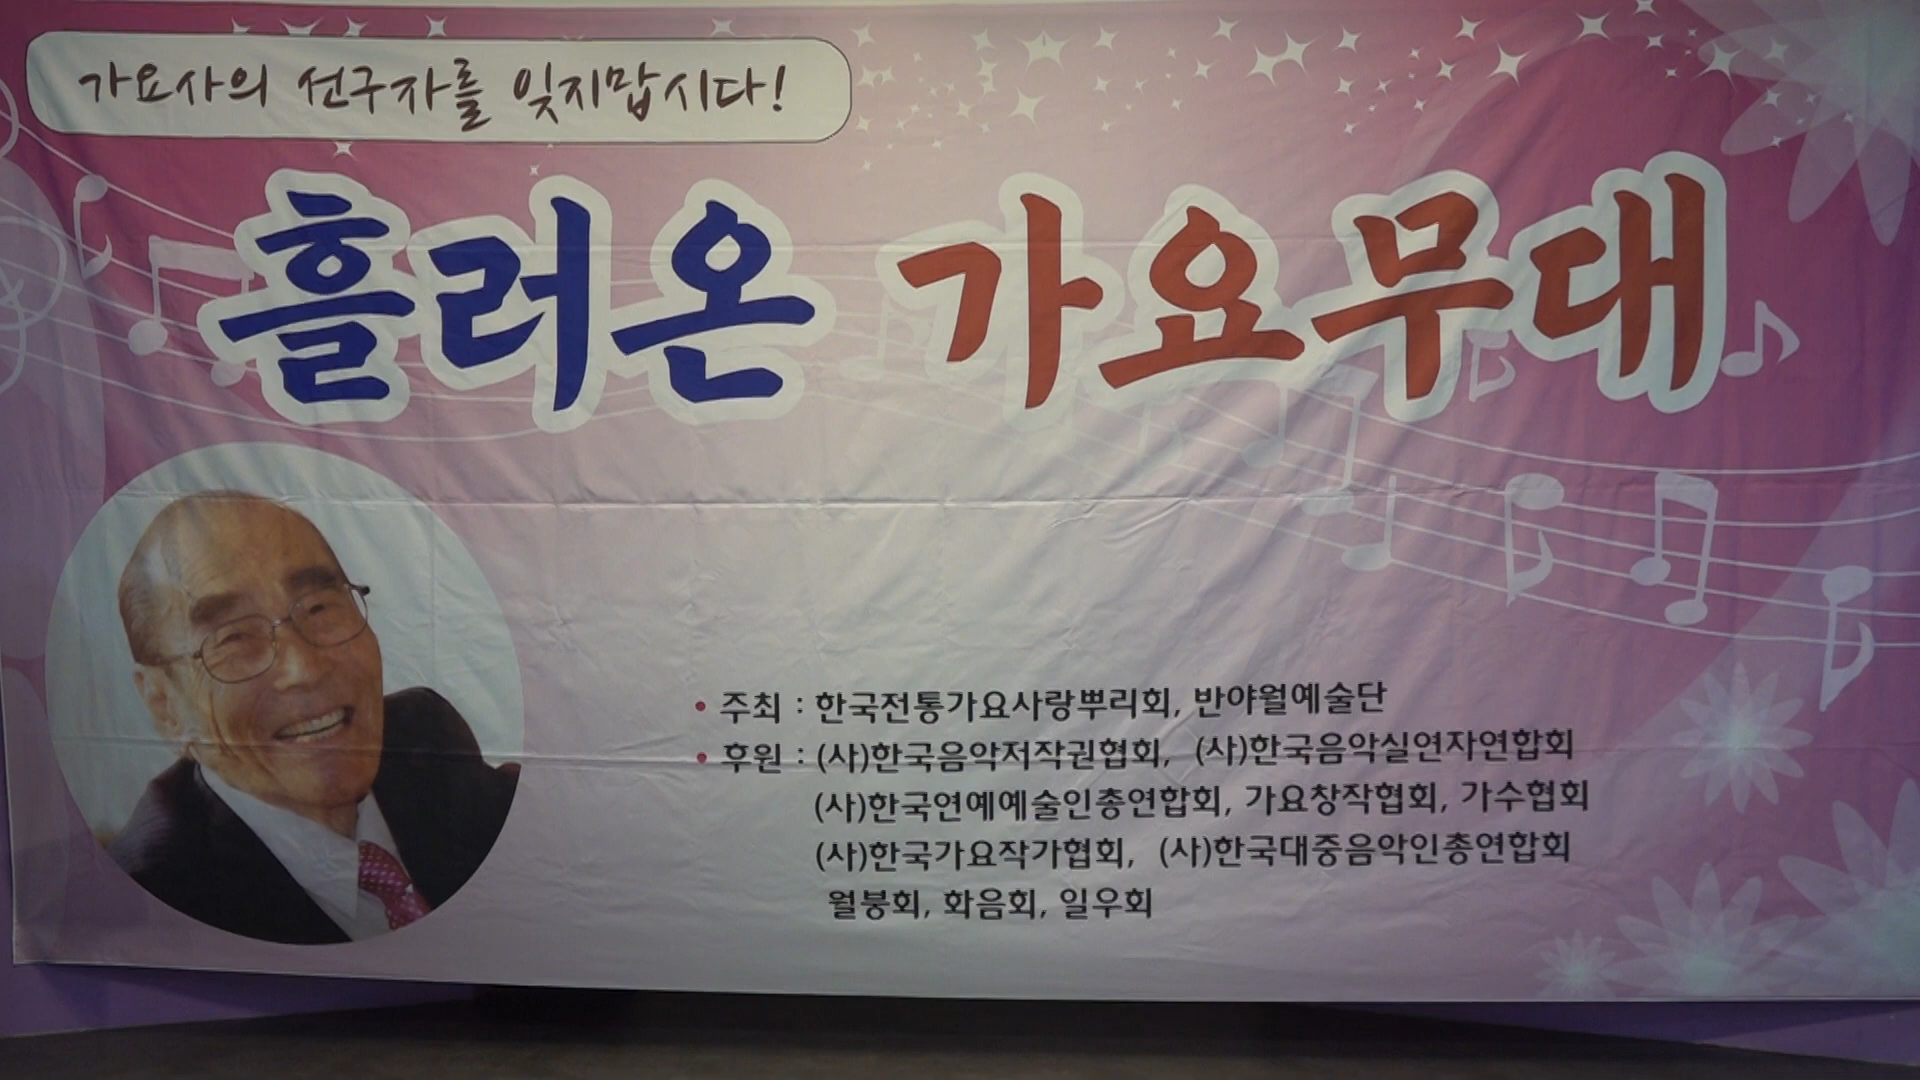 가요사의 선구자를 잊지맙시다!
흘러온 가요무대
• 주최 : 한국전통가요사랑뿌리회, 반야월예술단
• 후원 : (사)한국음악저작권협회, (사)한국음악실연자연합회
(사)한국연예예술인총연합회, 가요창작협회, 가수협회
(사)한국가요작가협회, (사)한국대중음악인총연합회
월붕회, 화음회, 일우회